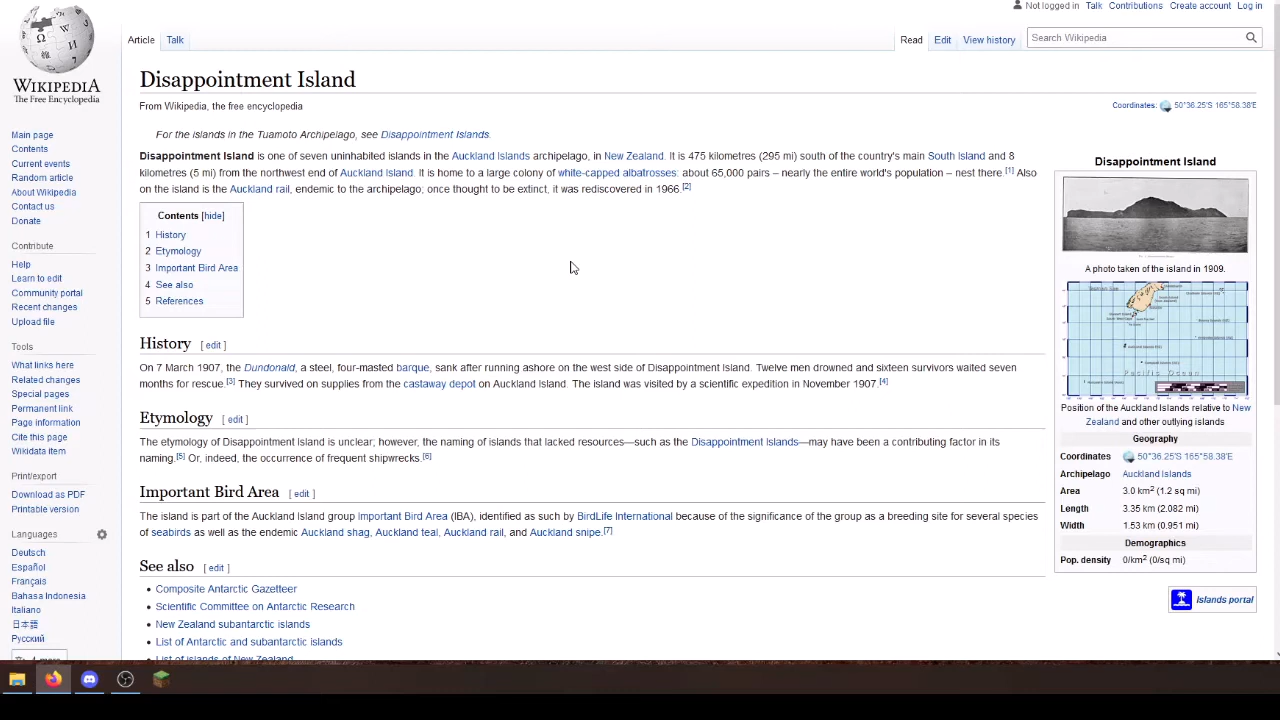 Not logged in Talk Contributions Create account Log in
Article Talk Read Edit View history Search Wikipedia
WIKIPEDIA
The Free Encyclopedia
Main page
Contents
Current events
Random article
About Wikipedia
Contact us
Donate
Contribute
Help
Learn to edit
Community portal
Recent changes
Upload file
Tools
What links here
Related changes
Special pages
Permanent link
Page information
Cite this page
Wikidata item
Print/export
Download as PDF
Printable version
Languages
Deutsch
Español
Français
Bahasa Indonesia
Italiano
日本語
Русский
Disappointment Island
From Wikipedia, the free encyclopedia
Coordinates: 50°36.25′S 165°58.38′E
For the islands in the Tuamoto Archipelago, see Disappointment Islands.
Disappointment Island is one of seven uninhabited islands in the Auckland Islands archipelago, in New Zealand. It is 475 kilometres (295 mi) south of the country's main South Island and 8
kilometres (5 mi) from the northwest end of Auckland Island. It is home to a large colony of white-capped albatrosses: about 65,000 pairs – nearly the entire world's population – nest there.[1] Also
on the island is the Auckland rail, endemic to the archipelago; once thought to be extinct, it was rediscovered in 1966.[2]
Contents [hide]
1 History
2 Etymology
3 Important Bird Area
4 See also
5 References
History [ edit ]
On 7 March 1907, the Dundonald, a steel, four-masted barque, sank after running ashore on the west side of Disappointment Island. Twelve men drowned and sixteen survivors waited seven
months for rescue.[3] They survived on supplies from the castaway depot on Auckland Island. The island was visited by a scientific expedition in November 1907.[4]
Etymology [ edit ]
The etymology of Disappointment Island is unclear; however, the naming of islands that lacked resources—such as the Disappointment Islands—may have been a contributing factor in its
naming.[5] Or, indeed, the occurrence of frequent shipwrecks.[6]
Important Bird Area [ edit ]
The island is part of the Auckland Island group Important Bird Area (IBA), identified as such by BirdLife International because of the significance of the group as a breeding site for several species
of seabirds as well as the endemic Auckland shag, Auckland teal, Auckland rail, and Auckland snipe.[7]
See also [ edit ]
• Composite Antarctic Gazetteer
• Scientific Committee on Antarctic Research
• New Zealand subantarctic islands
• List of Antarctic and subantarctic islands
• List of islands of New Zealand
Disappointment Island
A photo taken of the island in 1909.
Pacific Ocean
Position of the Auckland Islands relative to New
Zealand and other outlying islands
Geography
Coordinates 50°36.25′S 165°58.38′E
Archipelago Auckland Islands
Area 3.0 km2 (1.2 sq mi)
Length 3.35 km (2.082 mi)
Width 1.53 km (0.951 mi)
Demographics
Pop. density 0/km2 (0/sq mi)
Islands portal